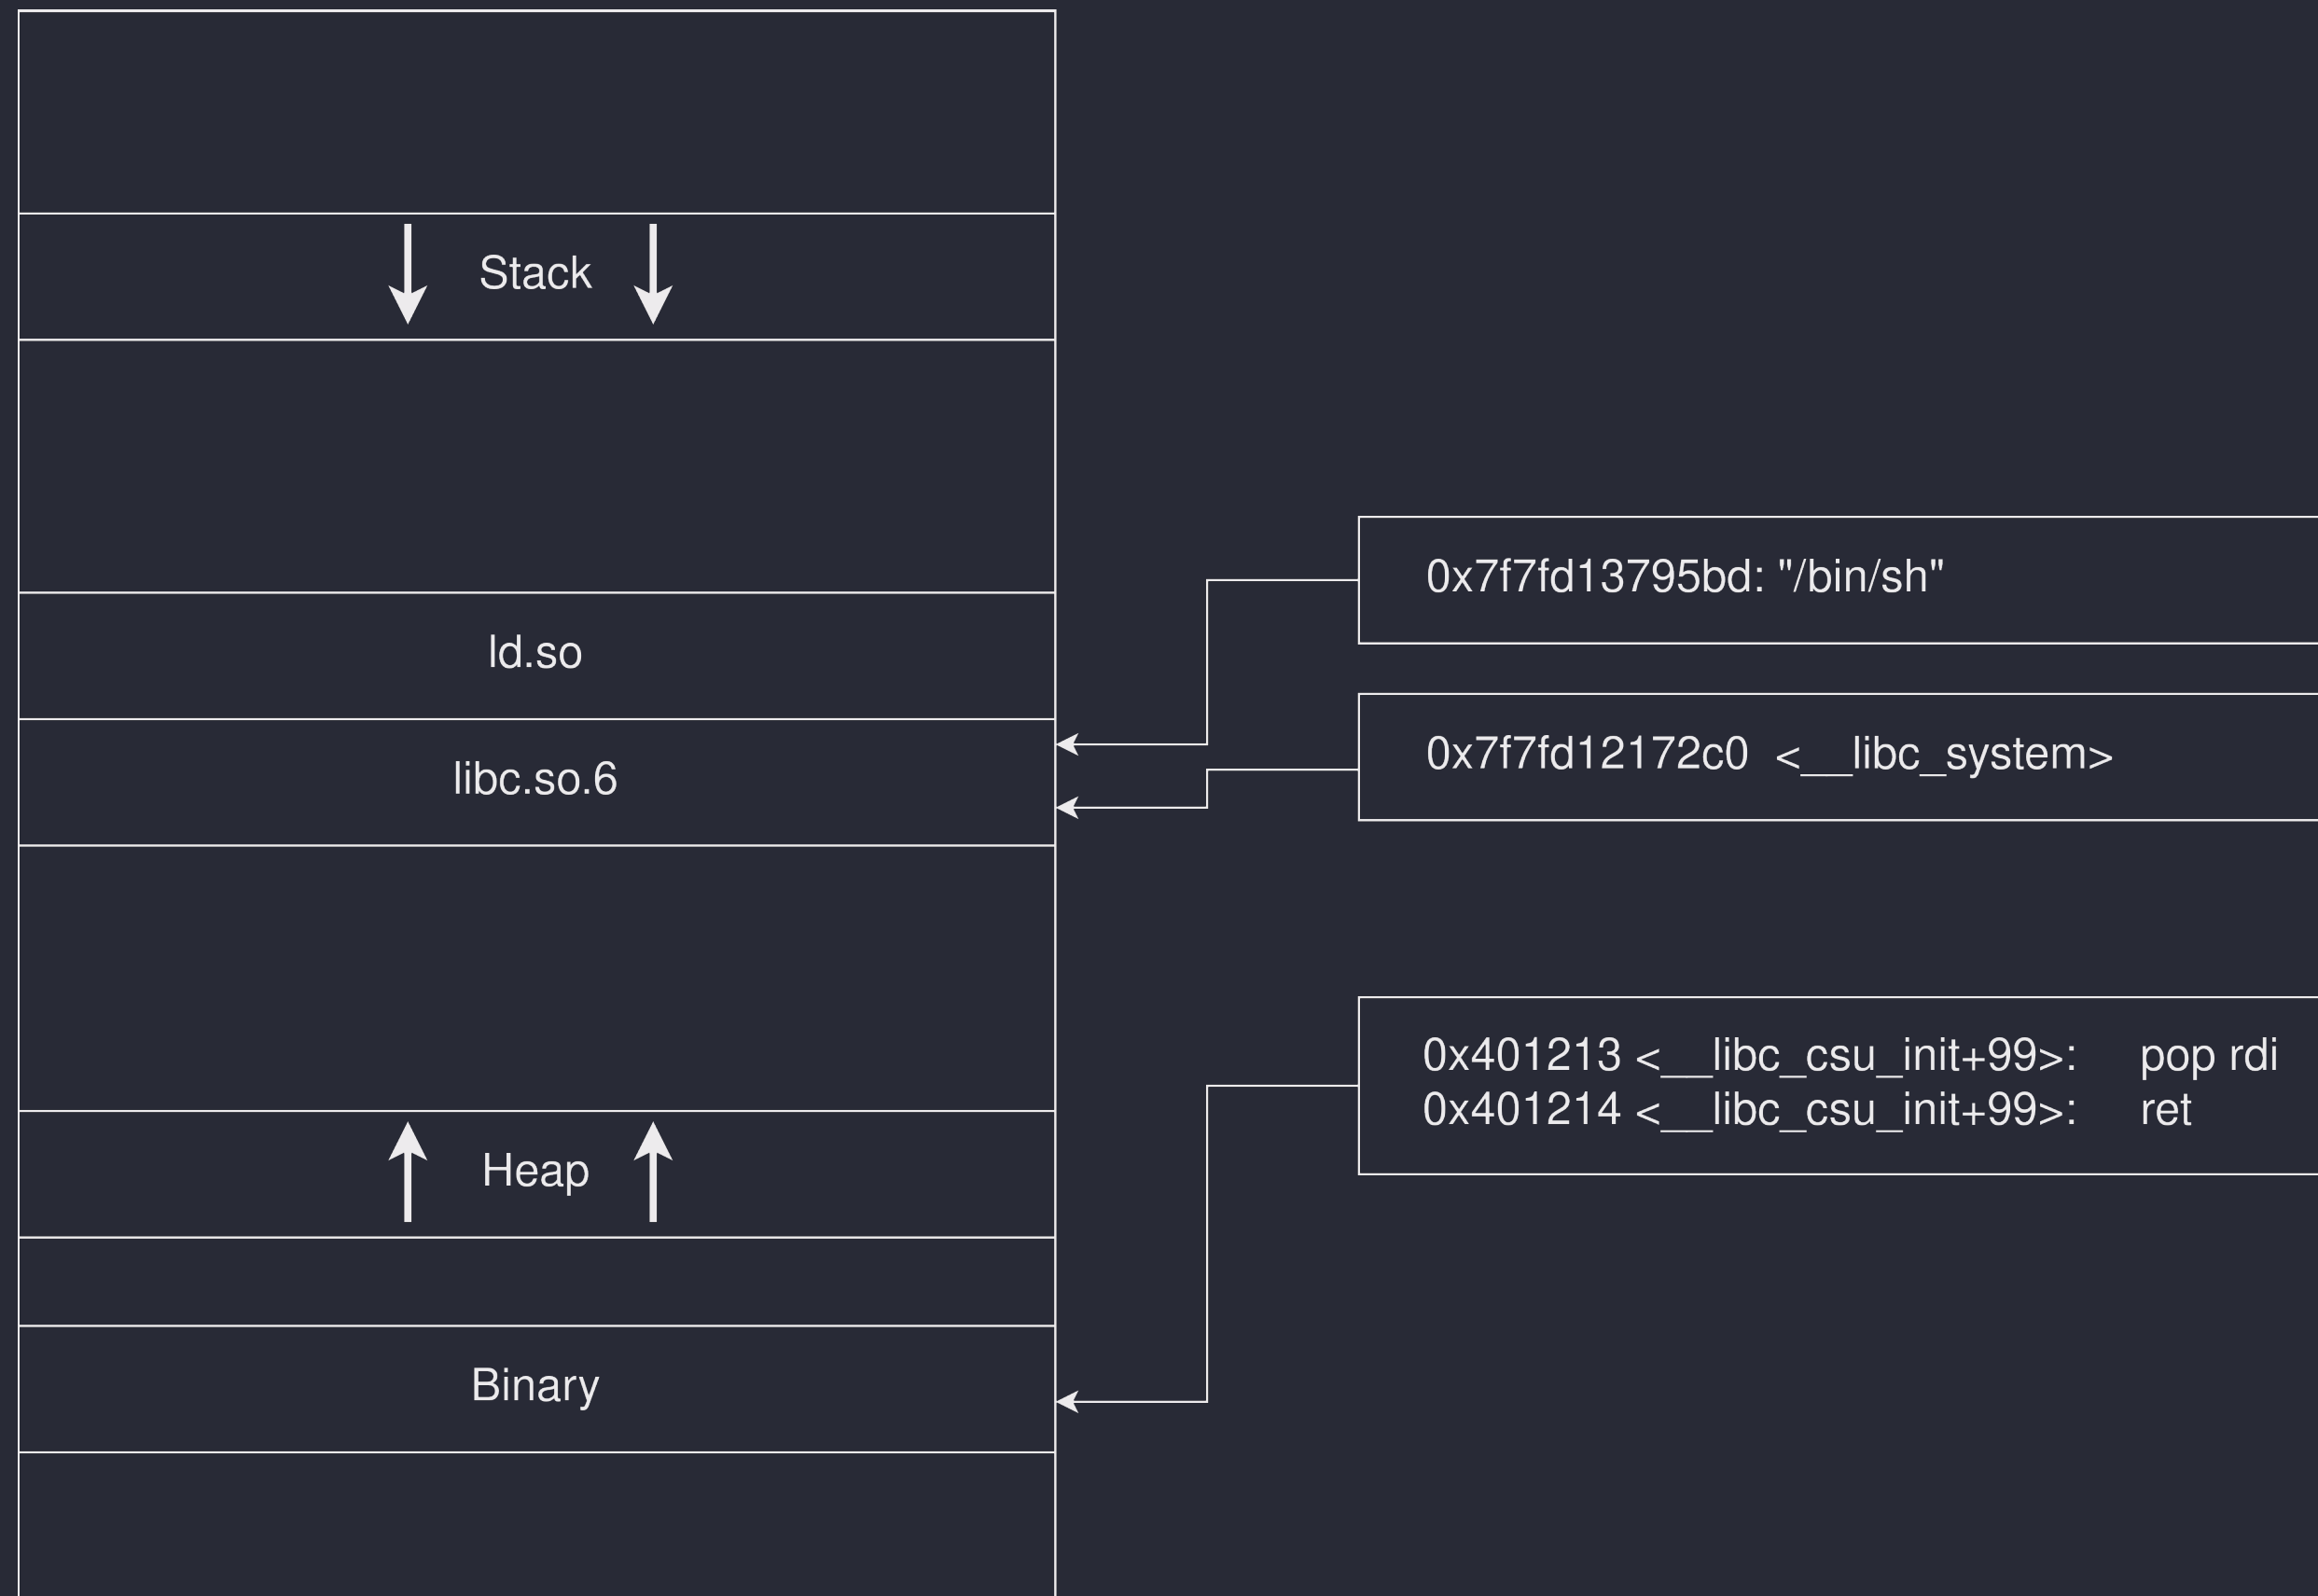 Stack
ld.so
libc.so.6
Heap
Binary
0x7f7fd13795bd: "/bin/sh"
0x7f7fd12172c0 <__libc_system>
0x401213 <__libc_csu_init+99>: pop rdi
0x401214 <__libc_csu_init+99>: ret